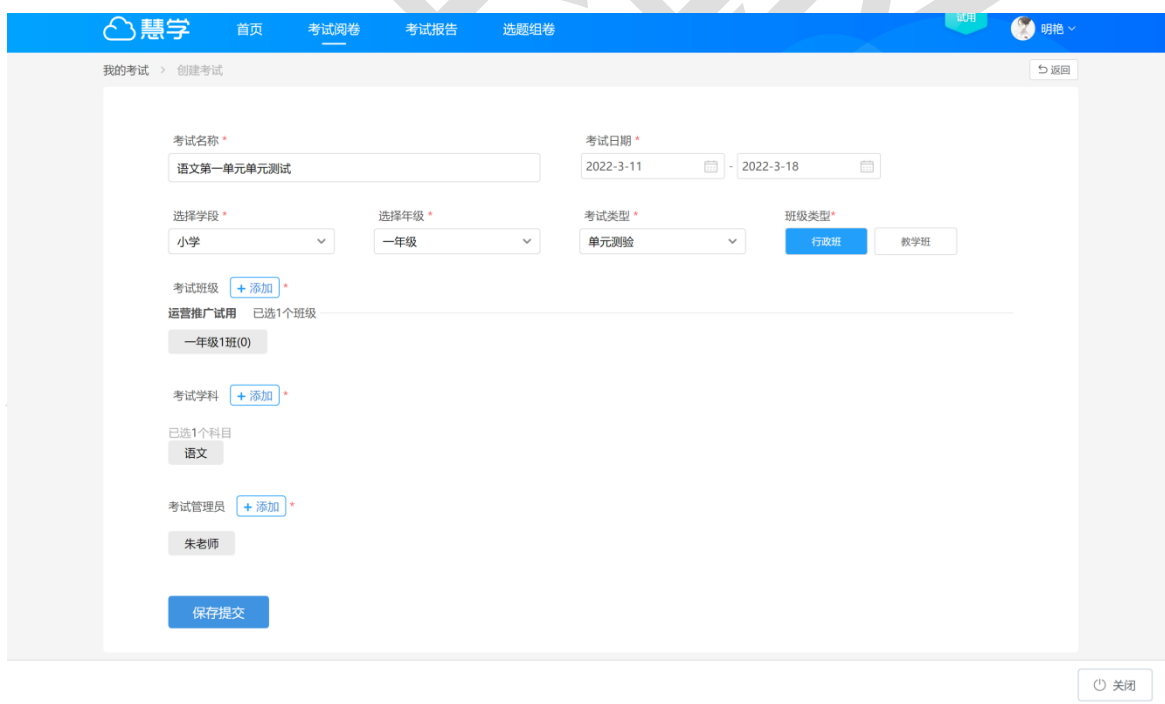 慧学 首页 考试阅卷 考试报告 选题组卷 试用 明艳
我的考试 > 创建考试 返回
考试名称 * 考试日期 *
语文第一单元单元测试 2022-3-11 - 2022-3-18
选择学段 * 选择年级 * 考试类型 * 班级类型*
小学 一年级 单元测验 行政班 教学班
考试班级 + 添加 *
运营推广试用 已选1个班级
一年级1班(0)
考试学科 + 添加 *
已选1个科目
语文
考试管理员 + 添加 *
朱老师
保存提交
关闭